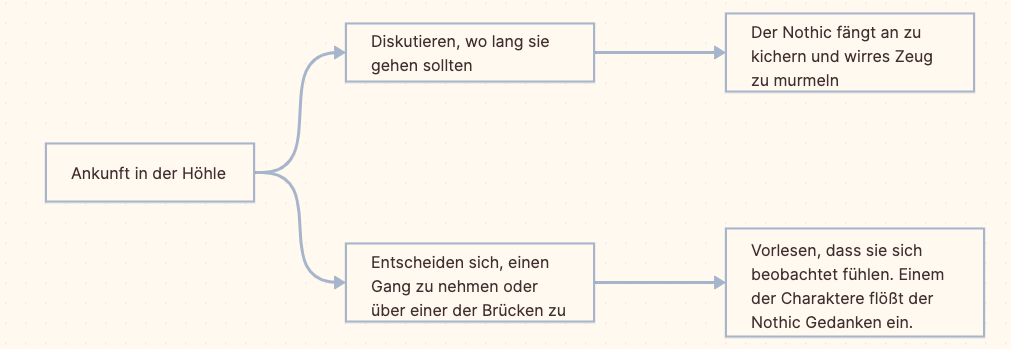 Diskutieren, wo lang sie
gehen sollten
Der Nothic fängt an zu
kichern und wirres Zeug
zu murmeln
Ankunft in der Höhle
Entscheiden sich, einen
Gang zu nehmen oder
über einer der Brücken zu
Vorlesen, dass sie sich
beobachtet fühlen. Einem
der Charaktere flößt der
Nothic Gedanken ein.